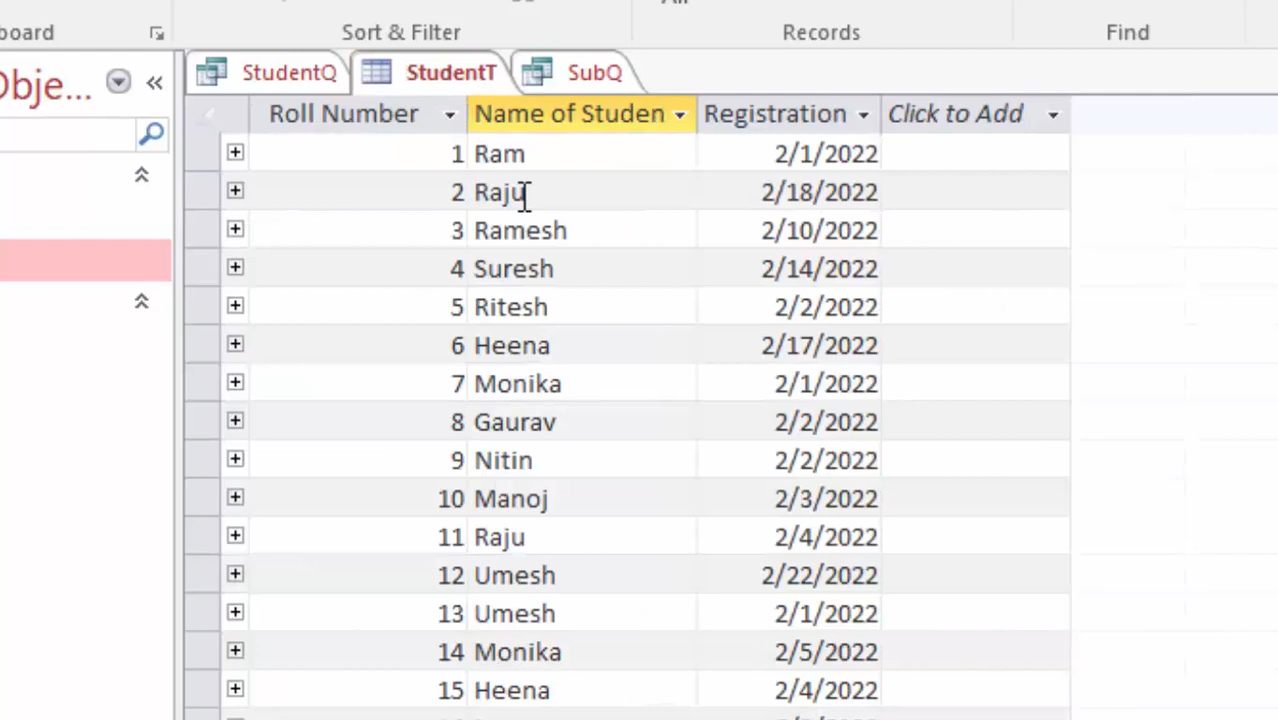 board Sort & Filter Records Find
Obje...
StudentQ StudentT SubQ
Roll Number Name of Studen Registration Click to Add
1 Ram 2/1/2022
2 Raju 2/18/2022
3 Ramesh 2/10/2022
4 Suresh 2/14/2022
5 Ritesh 2/2/2022
6 Heena 2/17/2022
7 Monika 2/1/2022
8 Gaurav 2/2/2022
9 Nitin 2/2/2022
10 Manoj 2/3/2022
11 Raju 2/4/2022
12 Umesh 2/22/2022
13 Umesh 2/1/2022
14 Monika 2/5/2022
15 Heena 2/4/2022